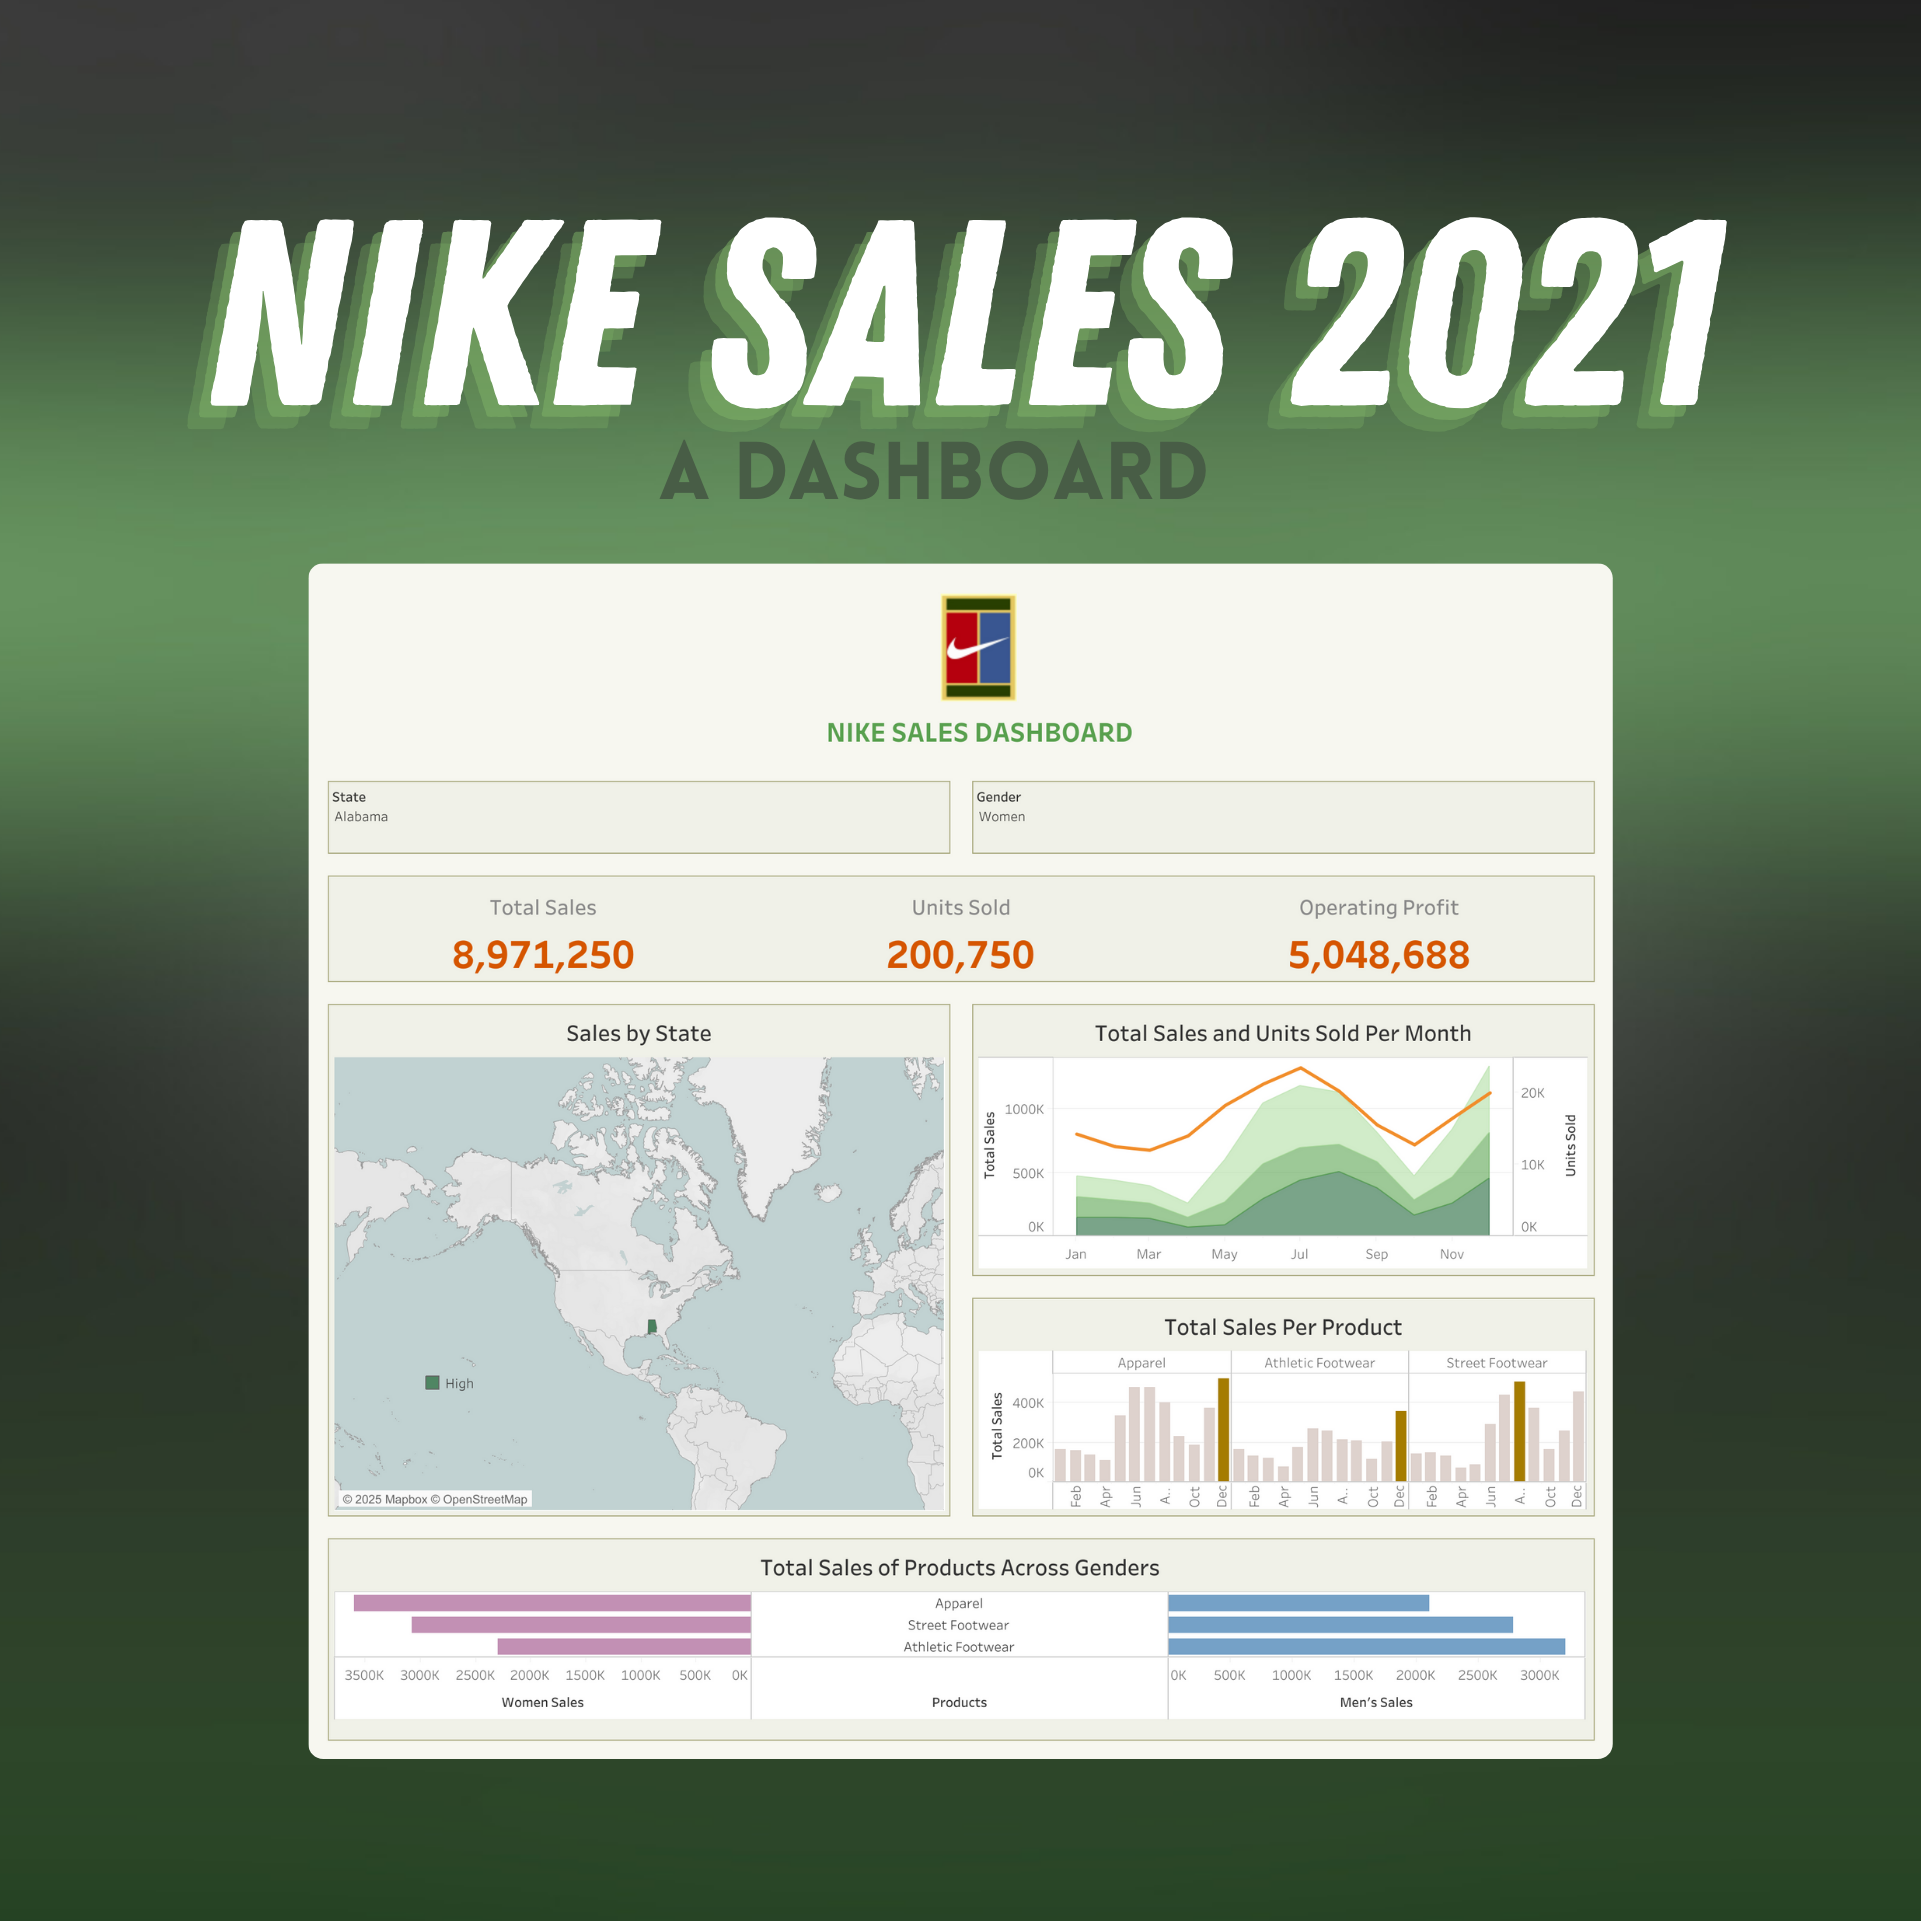 NIKE SALES 2021
A DASHBOARD
NIKE SALES DASHBOARD
State
Alabama
Gender
Women
Total Sales
8,971,250
Units Sold
200,750
Operating Profit
5,048,688
Sales by State
High
© 2025 Mapbox © OpenStreetMap
Total Sales and Units Sold Per Month
Total Sales
1000K
500K
0K
20K
10K
0K
Units Sold
Jan Mar May Jul Sep Nov
Total Sales Per Product
Apparel Athletic Footwear Street Footwear
Total Sales
400K
200K
0K
Feb Apr Jun A.. Oct Dec Feb Apr Jun A.. Oct Dec Feb Apr Jun A.. Oct Dec
Total Sales of Products Across Genders
Apparel
Street Footwear
Athletic Footwear
3500K 3000K 2500K 2000K 1500K 1000K 500K 0K
0K 500K 1000K 1500K 2000K 2500K 3000K
Women Sales
Products
Men's Sales